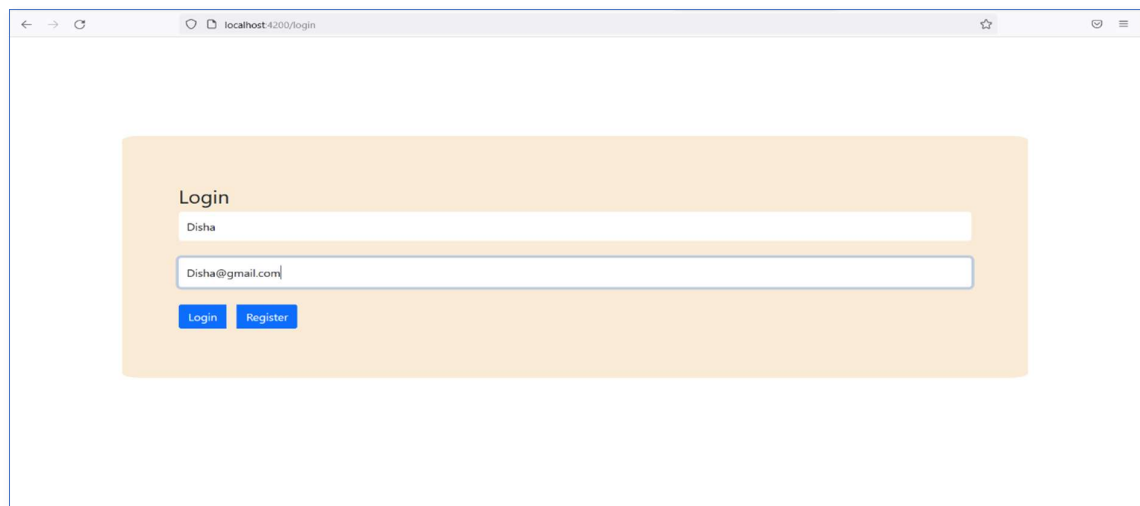 localhost:4200/login
Login
Disha
Disha@gmail.com
Login Register